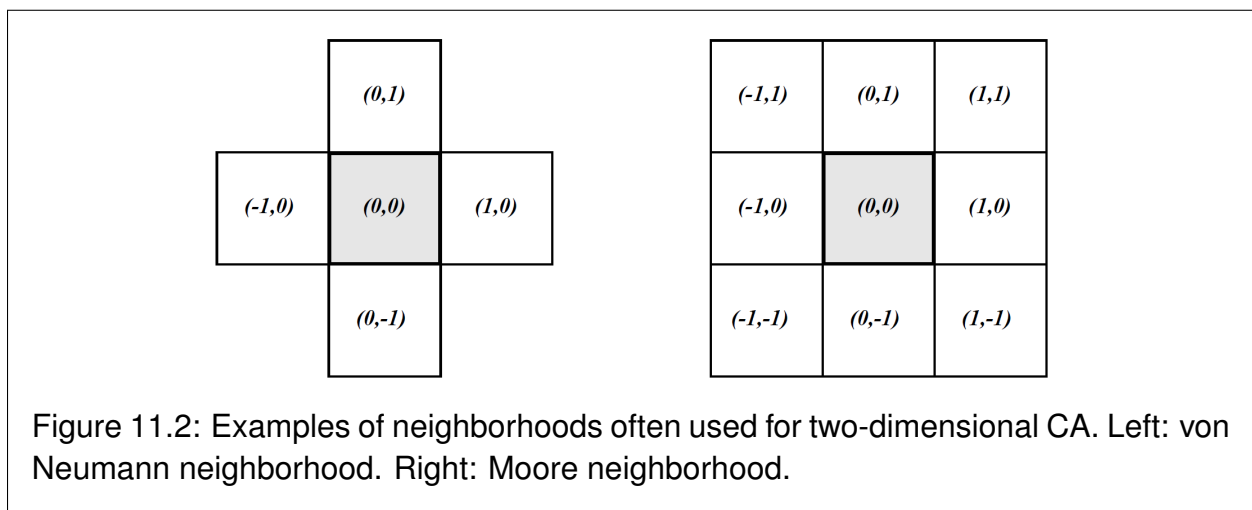 (0,1)
(-1,0) (0,0) (1,0)
(0,-1)
(-1,1) (0,1) (1,1)
(-1,0) (0,0) (1,0)
(-1,-1) (0,-1) (1,-1)
Figure 11.2: Examples of neighborhoods often used for two-dimensional CA. Left: von
Neumann neighborhood. Right: Moore neighborhood.